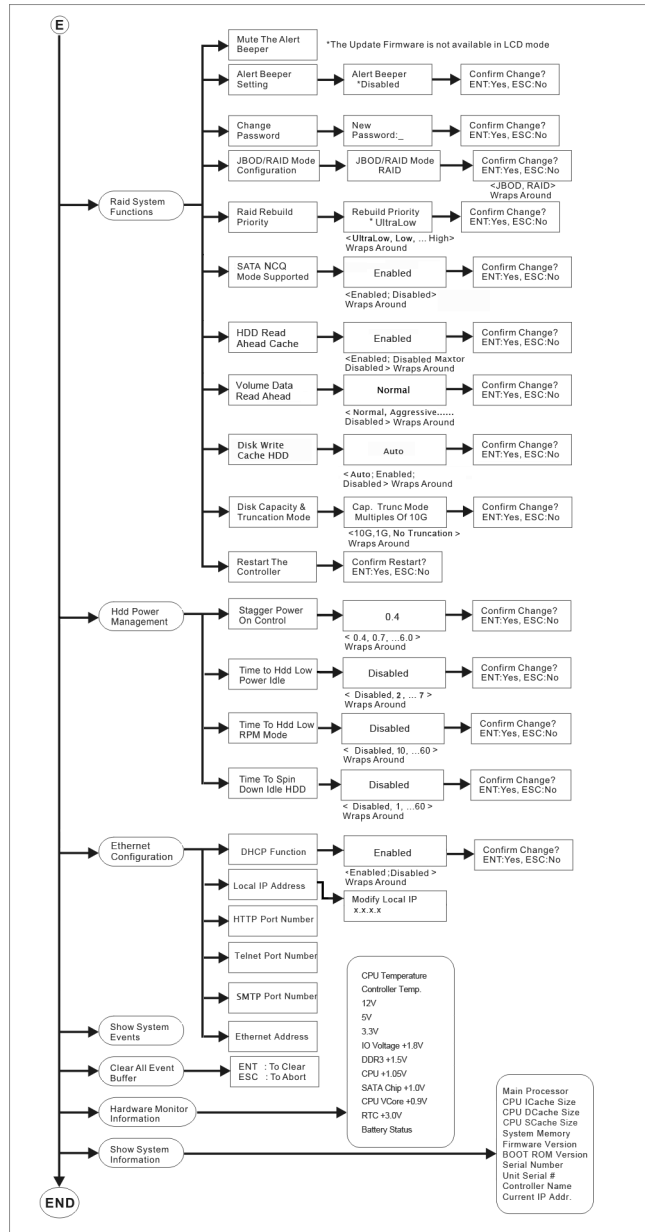 E
Mute The Alert
Beeper
*The Update Firmware is not available in LCD mode
Alert Beeper
Setting
Alert Beeper
*Disabled
Confirm Change?
ENT:Yes, ESC:No
Change
Password
New
Password:_
Confirm Change?
ENT:Yes, ESC:No
JBOD/RAID Mode
Configuration
JBOD/RAID Mode
RAID
Confirm Change?
ENT:Yes, ESC:No
<JBOD, RAID>
Wraps Around
Raid System
Functions
Raid Rebuild
Priority
Rebuild Priority
* UltraLow
Confirm Change?
ENT:Yes, ESC:No
<UltraLow, Low, ... High>
Wraps Around
SATA NCQ
Mode Supported
Enabled
Confirm Change?
ENT:Yes, ESC:No
<Enabled; Disabled>
Wraps Around
HDD Read
Ahead Cache
Enabled
Confirm Change?
ENT:Yes, ESC:No
<Enabled; Disabled Maxtor
Disabled > Wraps Around
Volume Data
Read Ahead
Normal
Confirm Change?
ENT:Yes, ESC:No
< Normal, Aggressive......
Disabled > Wraps Around
Disk Write
Cache HDD
Auto
Confirm Change?
ENT:Yes, ESC:No
< Auto; Enabled;
Disabled > Wraps Around
Disk Capacity &
Truncation Mode
Cap. Trunc Mode
Multiples Of 10G
Confirm Change?
ENT:Yes, ESC:No
<10G,1G, No Truncation >
Wraps Around
Restart The
Controller
Confirm Restart?
ENT:Yes, ESC:No
Hdd Power
Management
Stagger Power
On Control
0.4
Confirm Change?
ENT:Yes, ESC:No
< 0.4, 0.7, ...6.0 >
Wraps Around
Time to Hdd Low
Power Idle
Disabled
Confirm Change?
ENT:Yes, ESC:No
< Disabled, 2, ... 7 >
Wraps Around
Time To Hdd Low
RPM Mode
Disabled
Confirm Change?
ENT:Yes, ESC:No
< Disabled, 10, ...60 >
Wraps Around
Time To Spin
Down Idle HDD
Disabled
Confirm Change?
ENT:Yes, ESC:No
< Disabled, 1, ...60 >
Wraps Around
Ethernet
Configuration
DHCP Function
Enabled
Confirm Change?
ENT:Yes, ESC:No
<Enabled ;Disabled >
Wraps Around
Local IP Address
Modify Local IP
x.x.x.x
HTTP Port Number
Telnet Port Number
SMTP Port Number
Ethernet Address
Show System
Events
Clear All Event
Buffer
ENT : To Clear
ESC : To Abort
Hardware Monitor
Information
CPU Temperature
Controller Temp.
12V
5V
3.3V
IO Voltage +1.8V
DDR3 +1.5V
CPU +1.05V
SATA Chip +1.0V
CPU VCore +0.9V
RTC +3.0V
Battery Status
Show System
Information
Main Processor
CPU ICache Size
CPU DCache Size
CPU SCache Size
System Memory
Firmware Version
BOOT ROM Version
Serial Number
Unit Serial #
Controller Name
Current IP Addr.
END